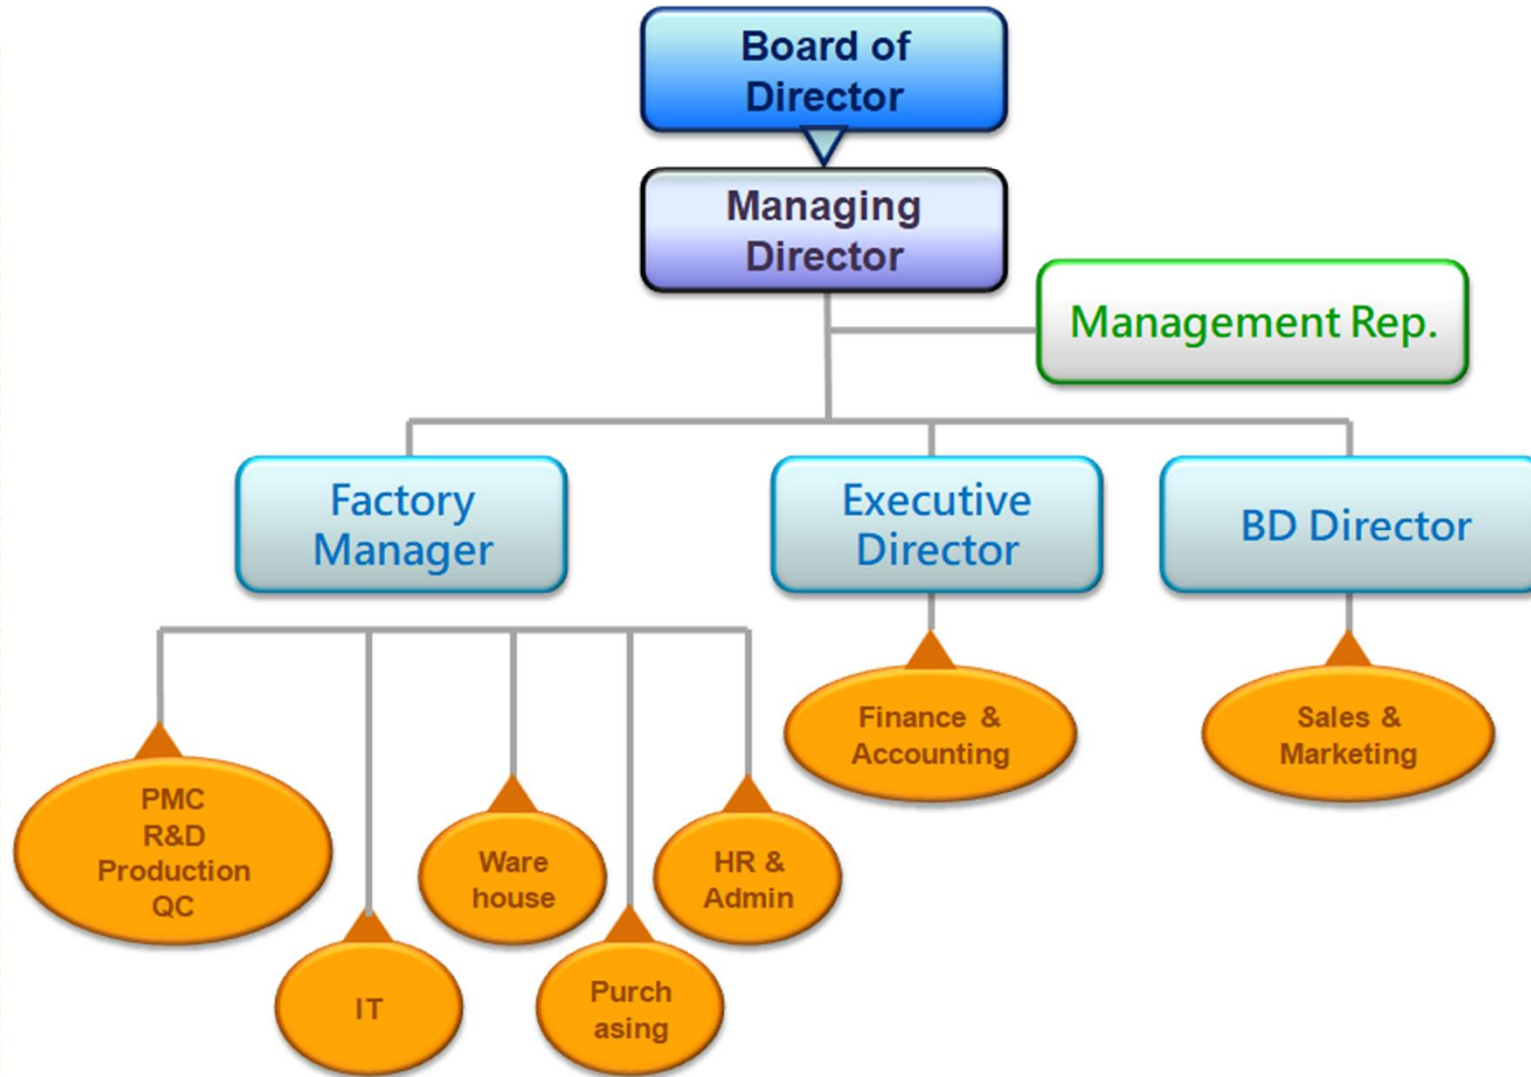 Board of
Director
Managing
Director
Management Rep.
Factory
Manager
Executive
Director
BD Director
Finance &
Accounting
Sales &
Marketing
PMC
R&D
Production
QC
Ware
house
HR &
Admin
IT
Purch
asing